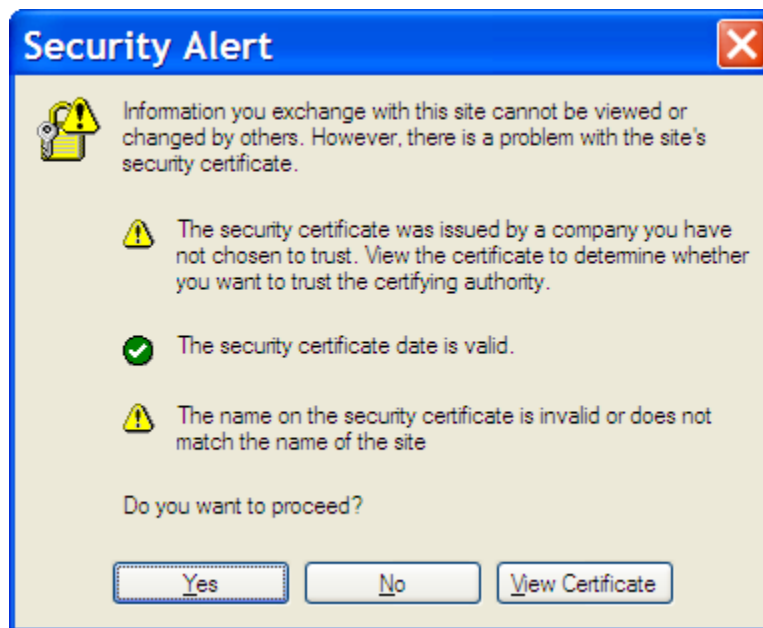 Security Alert
Information you exchange with this site cannot be viewed or
changed by others. However, there is a problem with the site's
security certificate.
The security certificate was issued by a company you have
not chosen to trust. View the certificate to determine whether
you want to trust the certifying authority.
The security certificate date is valid.
The name on the security certificate is invalid or does not
match the name of the site
Do you want to proceed?
Yes No View Certificate